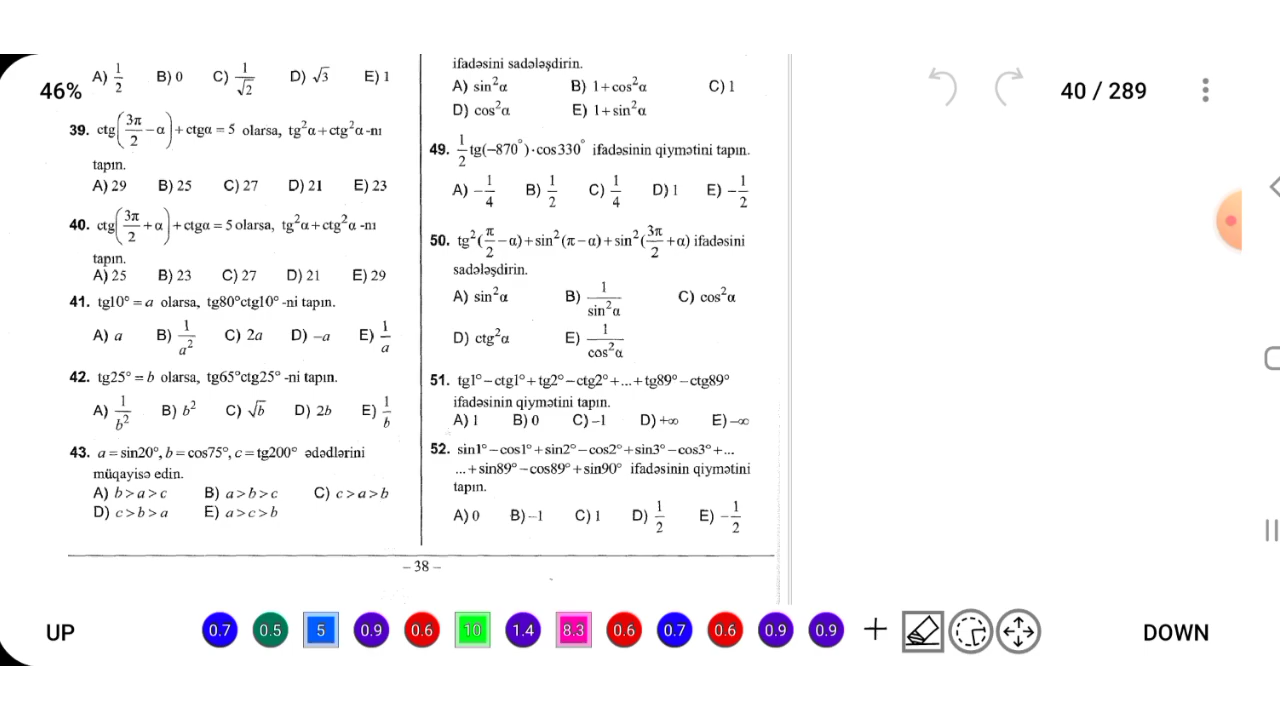 46%
A) 1/2 B) 0 C) 1/√2 D) √3 E) 1
39. ctg(3π/2 − α) + ctgα = 5 olarsa, tg²α + ctg²α-nı
tapın.
A) 29 B) 25 C) 27 D) 21 E) 23
40. ctg(3π/2 + α) + ctgα = 5 olarsa, tg²α + ctg²α -nı
tapın.
A) 25 B) 23 C) 27 D) 21 E) 29
41. tg10° = a olarsa, tg80°ctg10° -ni tapın.
A) a B) 1/a² C) 2a D) −a E) 1/a
42. tg25° = b olarsa, tg65°ctg25° -ni tapın.
A) 1/b² B) b² C) √b D) 2b E) 1/b
43. a = sin20°, b = cos75°, c = tg200° ədədlərini
müqayisə edin.
A) b > a > c B) a > b > c C) c > a > b
D) c > b > a E) a > c > b
ifadəsini sadələşdirin.
A) sin²α B) 1 + cos²α C) 1
D) cos²α E) 1 + sin²α
49. 1/2 tg(−870°) · cos330° ifadəsinin qiymətini tapın.
A) −1/4 B) 1/2 C) 1/4 D) 1 E) −1/2
50. tg²(π/2 − α) + sin²(π − α) + sin²(3π/2 + α) ifadəsini
sadələşdirin.
A) sin²α B) 1/sin²α C) cos²α
D) ctg²α E) 1/cos²α
51. tg1° − ctg1° + tg2° − ctg2° + ... + tg89° − ctg89°
ifadəsinin qiymətini tapın.
A) 1 B) 0 C) −1 D) +∞ E) −∞
52. sin1° − cos1° + sin2° − cos2° + sin3° − cos3° + ...
... + sin89° − cos89° + sin90° ifadəsinin qiymətini
tapın.
A) 0 B) −1 C) 1 D) 1/2 E) −1/2
− 38 −
40 / 289
UP
0.7 0.5 5 0.9 0.6 10 1.4 8.3 0.6 0.7 0.6 0.9 0.9 +
DOWN